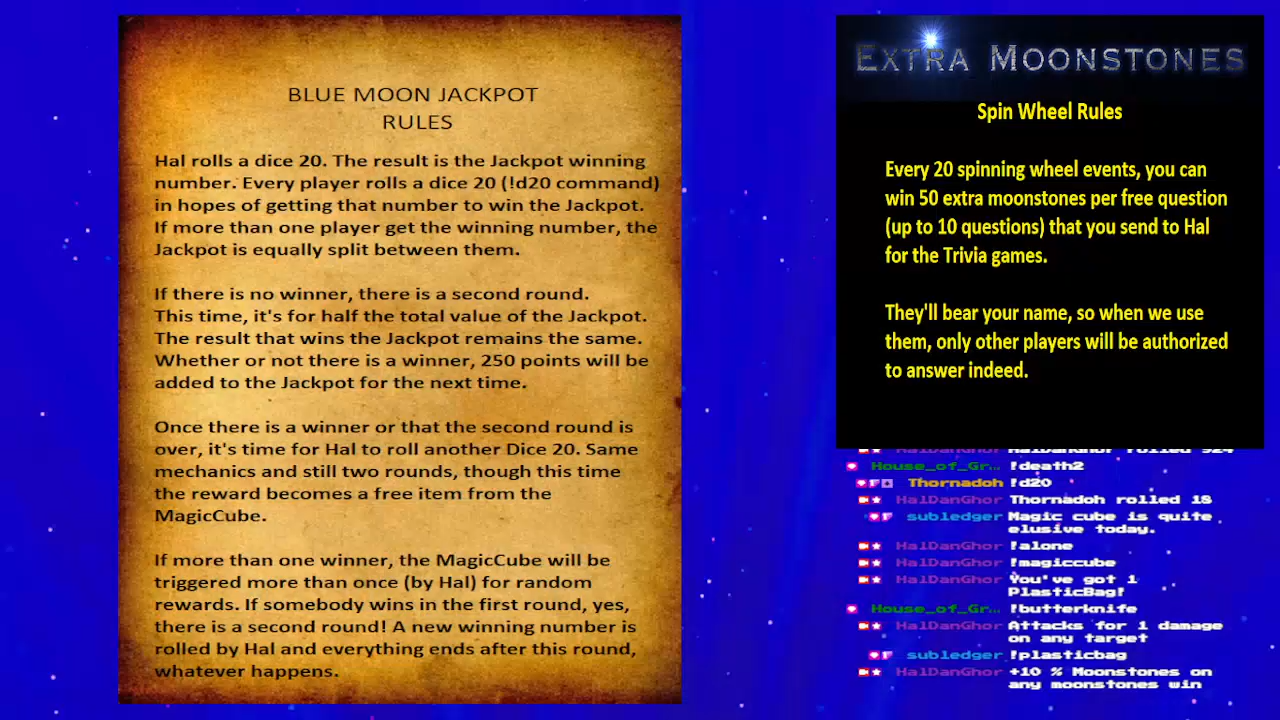 BLUE MOON JACKPOT
RULES
Hal rolls a dice 20. The result is the Jackpot winning
number. Every player rolls a dice 20 (!d20 command)
in hopes of getting that number to win the Jackpot.
If more than one player get the winning number, the
Jackpot is equally split between them.
If there is no winner, there is a second round.
This time, it's for half the total value of the Jackpot.
The result that wins the Jackpot remains the same.
Whether or not there is a winner, 250 points will be
added to the Jackpot for the next time.
Once there is a winner or that the second round is
over, it's time for Hal to roll another Dice 20. Same
mechanics and still two rounds, though this time
the reward becomes a free item from the
MagicCube.
If more than one winner, the MagicCube will be
triggered more than once (by Hal) for random
rewards. If somebody wins in the first round, yes,
there is a second round! A new winning number is
rolled by Hal and everything ends after this round,
whatever happens.
EXTRA MOONSTONES
Spin Wheel Rules
Every 20 spinning wheel events, you can
win 50 extra moonstones per free question
(up to 10 questions) that you send to Hal
for the Trivia games.
They'll bear your name, so when we use
them, only other players will be authorized
to answer indeed.
HalDanGhor HalDanGhor rolled 924
House_of_Gr... !death2
Thornadoh !d20
HalDanGhor Thornadoh rolled 18
subledger Magic cube is quite
elusive today.
HalDanGhor !alone
HalDanGhor !magiccube
HalDanGhor You've got 1
PlasticBag!
House_of_Gr... !butterknife
HalDanGhor Attacks for 1 damage
on any target
subledger !plasticbag
HalDanGhor +10 % Moonstones on
any moonstones win